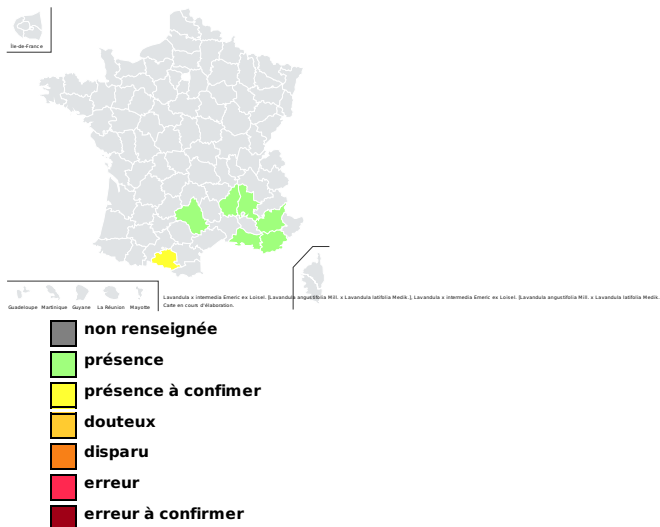 Île-de-France
Guadeloupe Martinique Guyane La Réunion Mayotte
Lavandula x intermedia Emeric ex Loisel. [Lavandula angustifolia Mill. x Lavandula latifolia Medik.], Lavandula x intermedia Emeric ex Loisel. [Lavandula angustifolia Mill. x Lavandula latifolia Medik.
Carte en cours d'élaboration.
non renseignée
présence
présence à confimer
douteux
disparu
erreur
erreur à confirmer